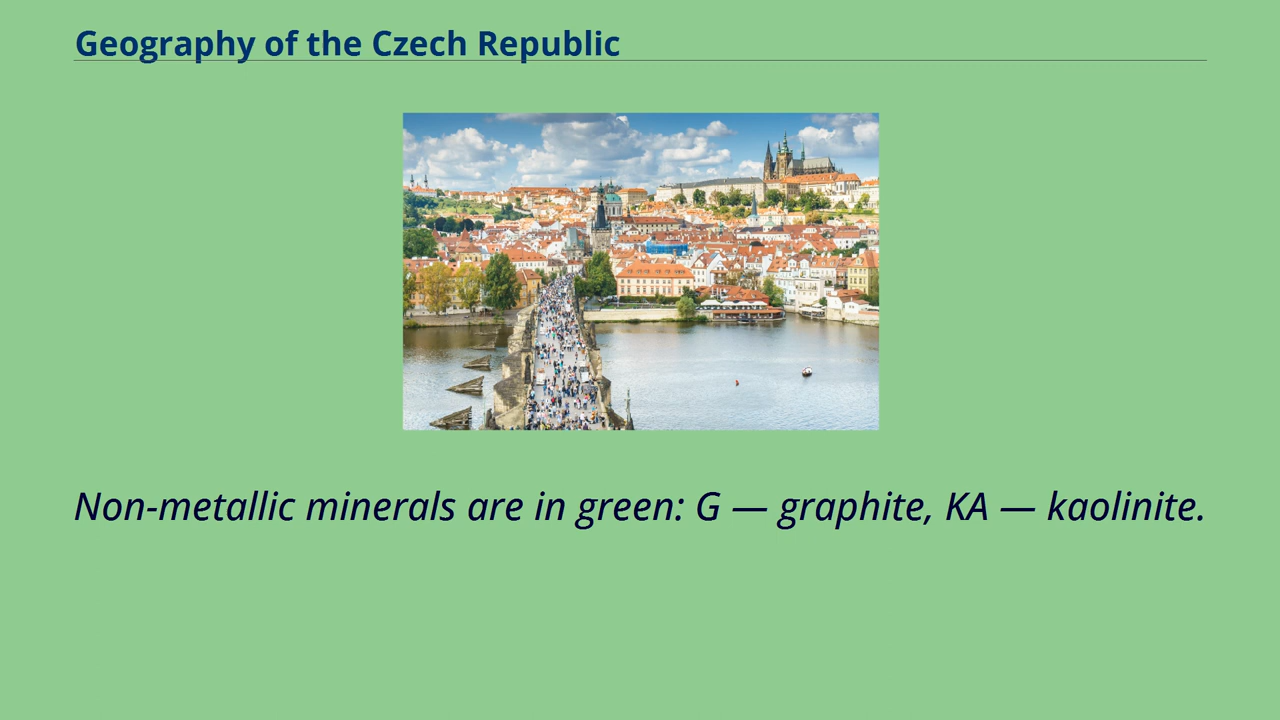 Geography of the Czech Republic
Non-metallic minerals are in green: G — graphite, KA — kaolinite.